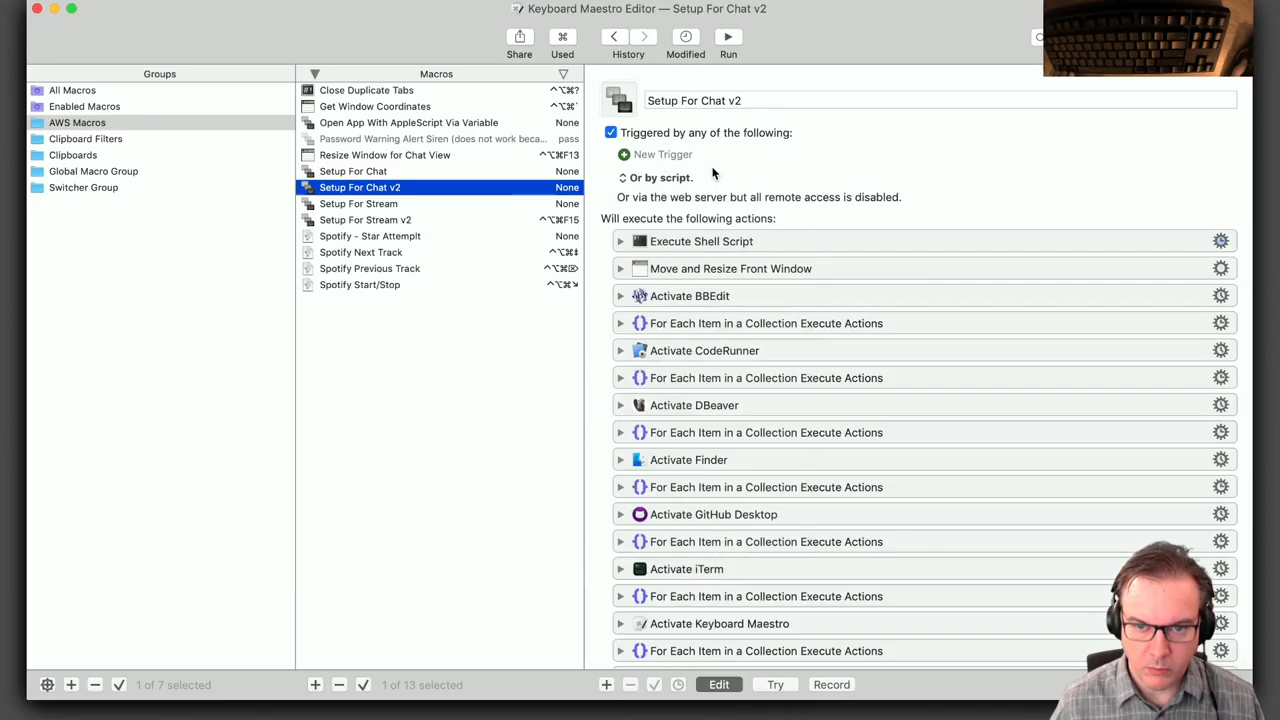 Keyboard Maestro Editor — Setup For Chat v2
Share
Used
History
Modified
Run
Groups
All Macros
Enabled Macros
AWS Macros
Clipboard Filters
Clipboards
Global Macro Group
Switcher Group
Macros
Close Duplicate Tabs ^⌥⌘?
Get Window Coordinates ^⌥⌘`
Open App With AppleScript Via Variable None
Password Warning Alert Siren (does not work beca... pass
Resize Window for Chat View ^⌥⌘F13
Setup For Chat None
Setup For Chat v2 None
Setup For Stream None
Setup For Stream v2 ^⌥⌘F15
Spotify - Star Attempt None
Spotify Next Track ^⌥⌘⇟
Spotify Previous Track ^⌥⌘⌦
Spotify Start/Stop ^⌥⌘↘
Setup For Chat v2
Triggered by any of the following:
New Trigger
Or by script.
Or via the web server but all remote access is disabled.
Will execute the following actions:
Execute Shell Script
Move and Resize Front Window
Activate BBEdit
For Each Item in a Collection Execute Actions
Activate CodeRunner
For Each Item in a Collection Execute Actions
Activate DBeaver
For Each Item in a Collection Execute Actions
Activate Finder
For Each Item in a Collection Execute Actions
Activate GitHub Desktop
For Each Item in a Collection Execute Actions
Activate iTerm
For Each Item in a Collection Execute Actions
Activate Keyboard Maestro
For Each Item in a Collection Execute Actions
1 of 7 selected
1 of 13 selected
Edit
Try
Record